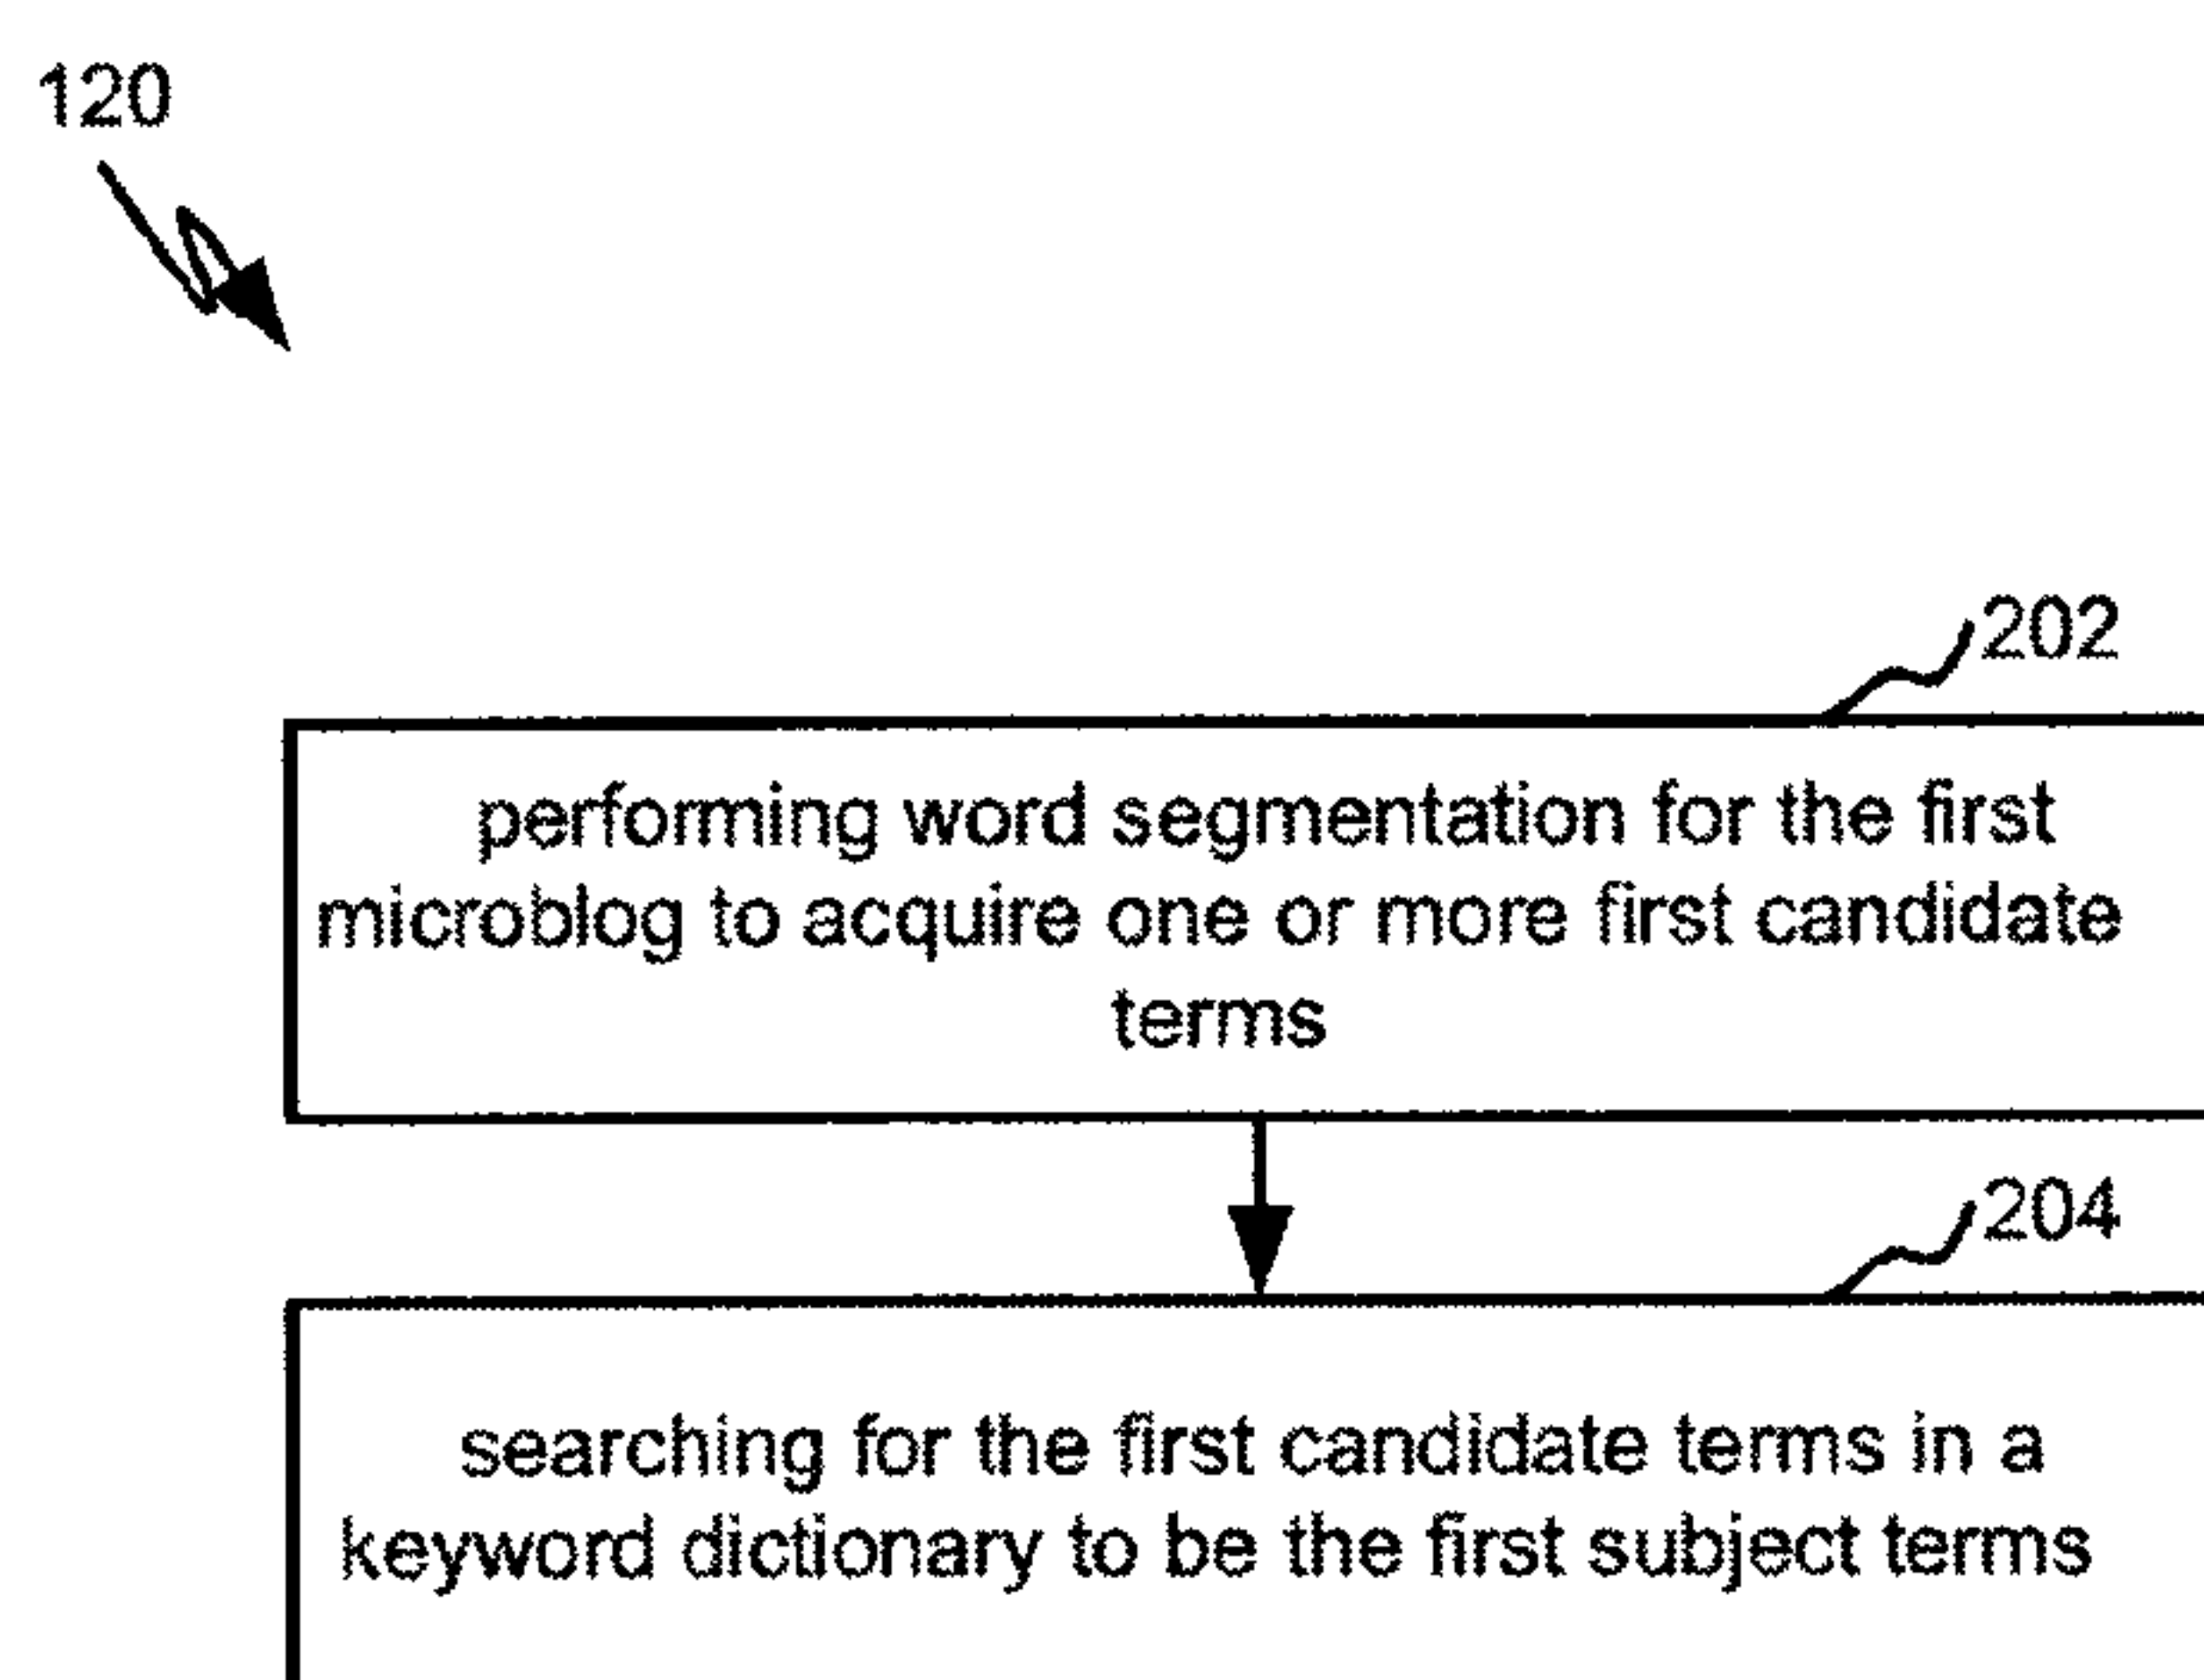 120
202
performing word segmentation for the first
microblog to acquire one or more first candidate
terms
204
searching for the first candidate terms in a
keyword dictionary to be the first subject terms